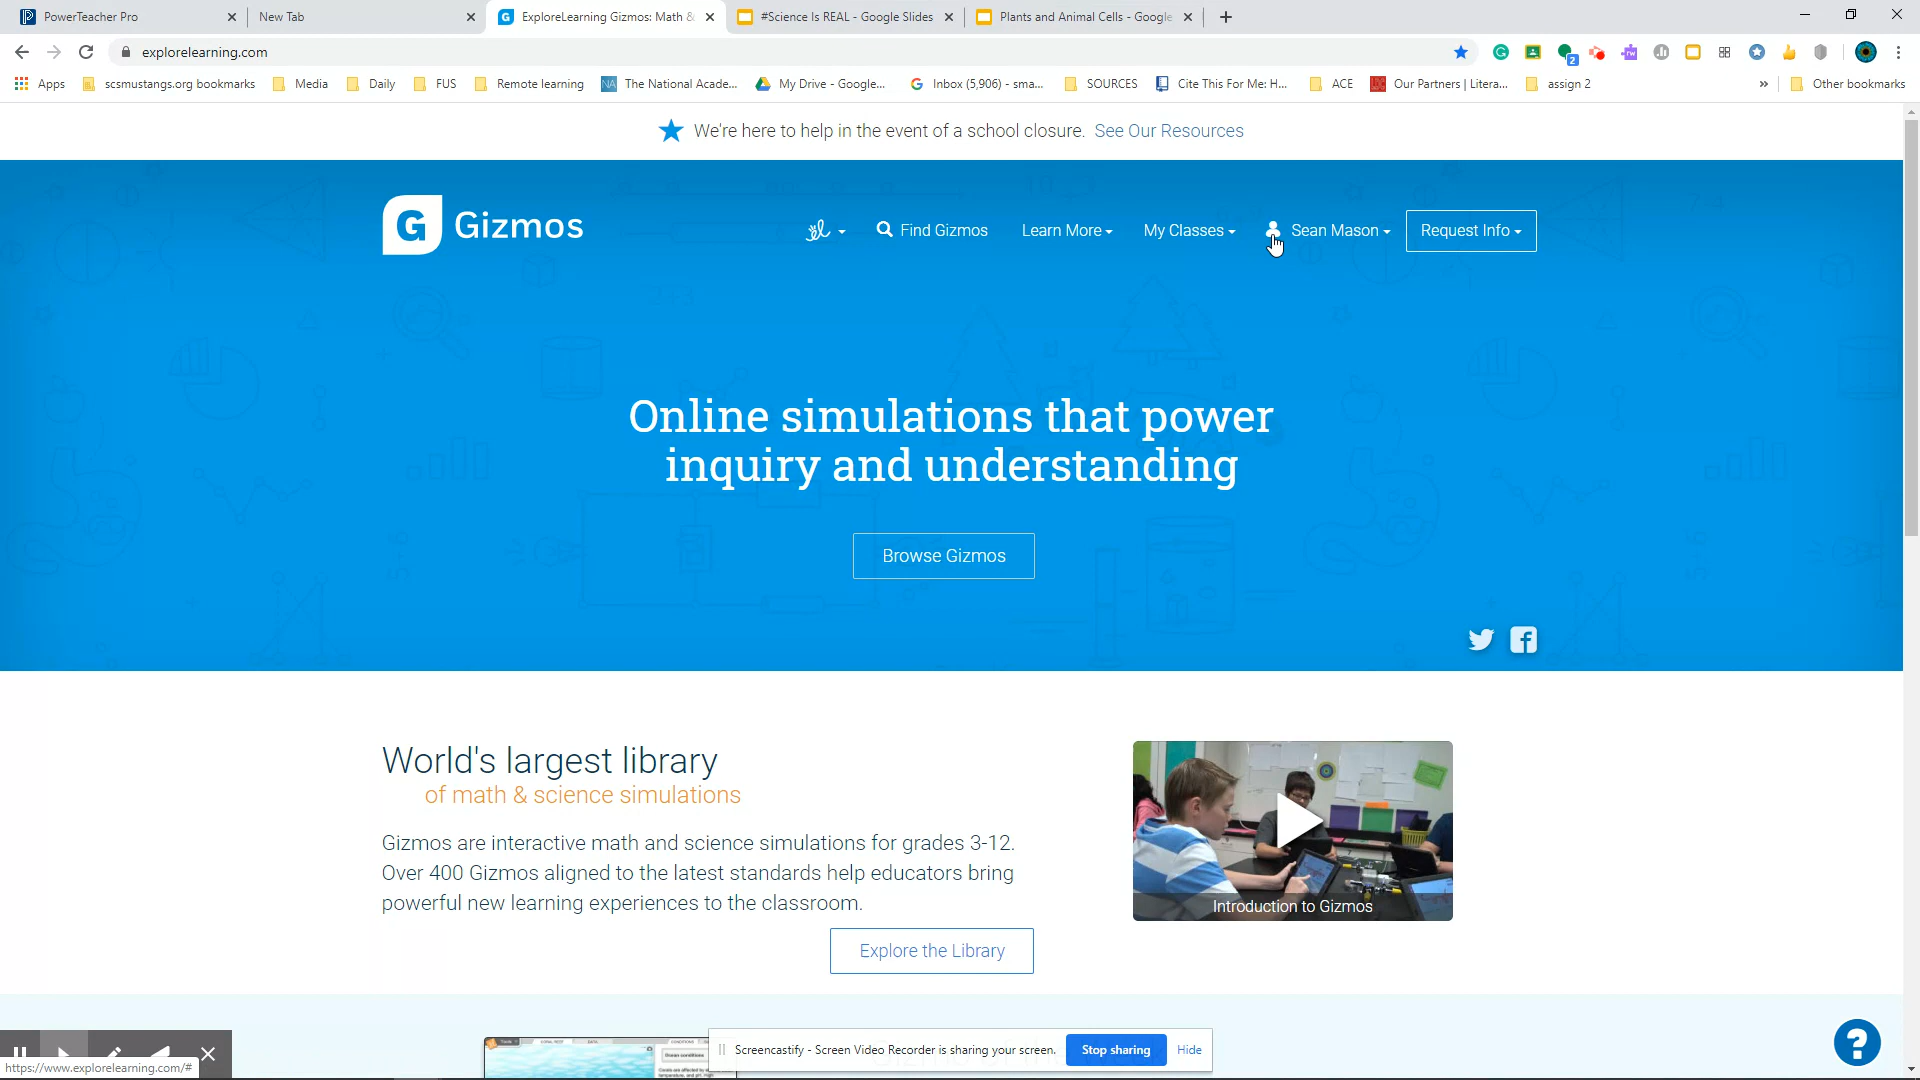 PowerTeacher Pro
New Tab
ExploreLearning Gizmos: Math &
#Science Is REAL - Google Slides
Plants and Animal Cells - Google
explorelearning.com
2
Apps
scsmustangs.org bookmarks
Media
Daily
FUS
Remote learning
NA
The National Acade...
My Drive - Google...
Inbox (5,906) - sma...
SOURCES
Cite This For Me: H...
ACE
Our Partners | Litera...
assign 2
»
Other bookmarks
We're here to help in the event of a school closure. See Our Resources
G Gizmos
Find Gizmos
Learn More
My Classes
Sean Mason
Request Info
Online simulations that power
inquiry and understanding
Browse Gizmos
World's largest library
of math & science simulations
Gizmos are interactive math and science simulations for grades 3-12.
Over 400 Gizmos aligned to the latest standards help educators bring
powerful new learning experiences to the classroom.
Introduction to Gizmos
Explore the Library
Screencastify - Screen Video Recorder is sharing your screen.
Stop sharing
Hide
?
https://www.explorelearning.com/#